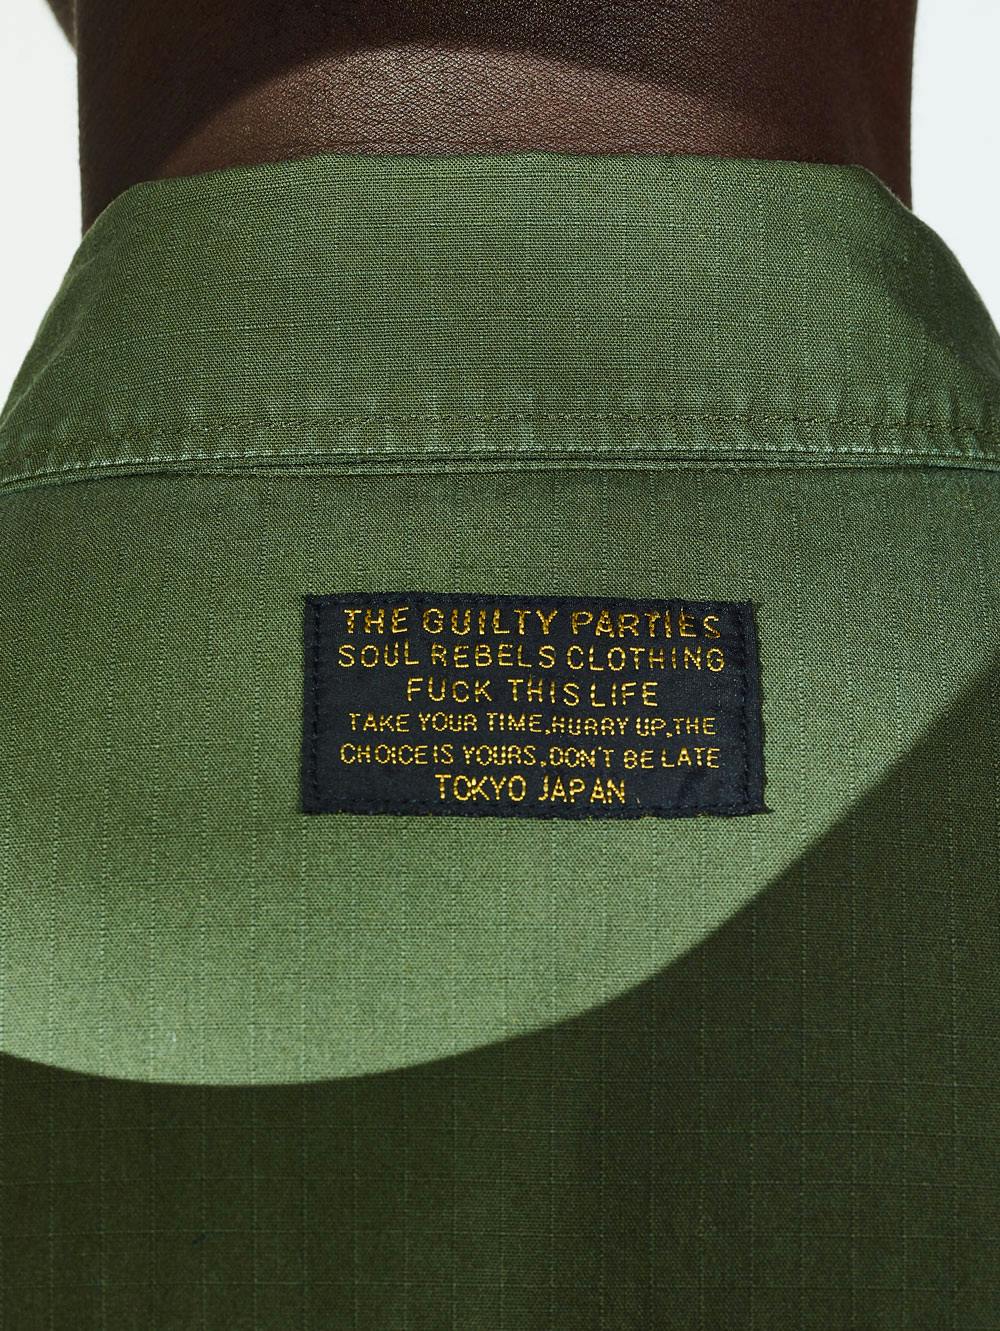 THE GUILTY PARTIES
SOUL REBELS CLOTHING
FUCK THIS LIFE
TAKE YOUR TIME, HURRY UP, THE
CHOICE IS YOURS, DON'T BE LATE
TOKYO JAPAN